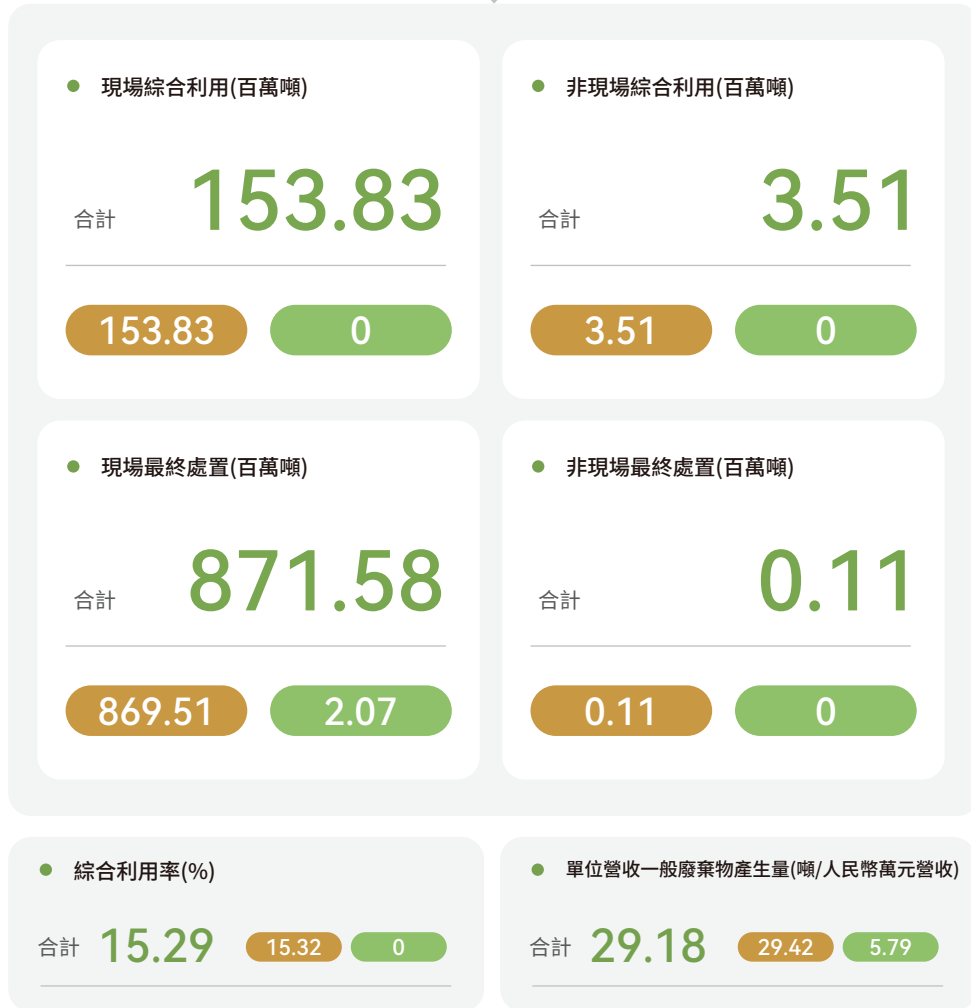 現場綜合利用(百萬噸)
合計 153.83
153.83 0
非現場綜合利用(百萬噸)
合計 3.51
3.51 0
現場最終處置(百萬噸)
合計 871.58
869.51 2.07
非現場最終處置(百萬噸)
合計 0.11
0.11 0
綜合利用率(%)
合計 15.29 15.32 0
單位營收一般廢棄物產生量(噸/人民幣萬元營收)
合計 29.18 29.42 5.79